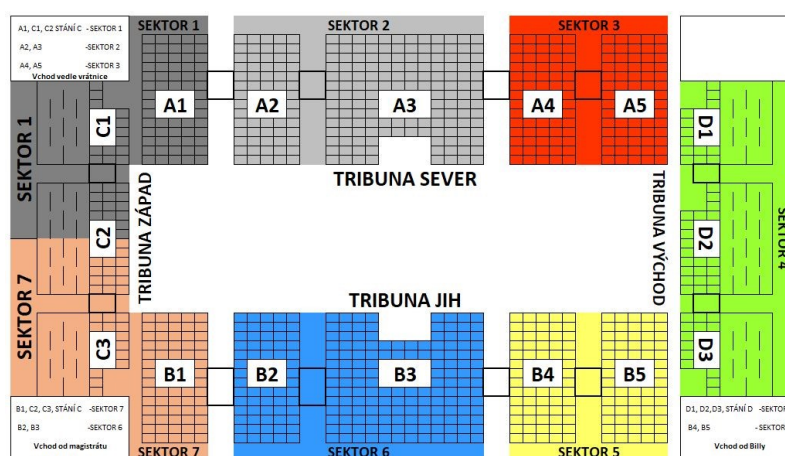 A1, C1, C2 STÁNÍ C - SEKTOR 1
A2, A3 -SEKTOR 2
A4, A5 -SEKTOR 3
Vchod vedle vrátnice
SEKTOR 1
SEKTOR 2
SEKTOR 3
A1
A2
A3
A4
A5
SEKTOR 1
C1
C2
C3
SEKTOR 7
TRIBUNA ZÁPAD
TRIBUNA SEVER
TRIBUNA VÝCHOD
TRIBUNA JIH
D1
D2
D3
SEKTOR 4
B1
B2
B3
B4
B5
B1, C2, C3, STÁNÍ C -SEKTOR 7
B2, B3 -SEKTOR 6
Vchod od magistrátu
SEKTOR 7
SEKTOR 6
SEKTOR 5
D1, D2,D3, STÁNÍ D -SEKTOR
B4, B5 -SEKTOR
Vchod od Billy